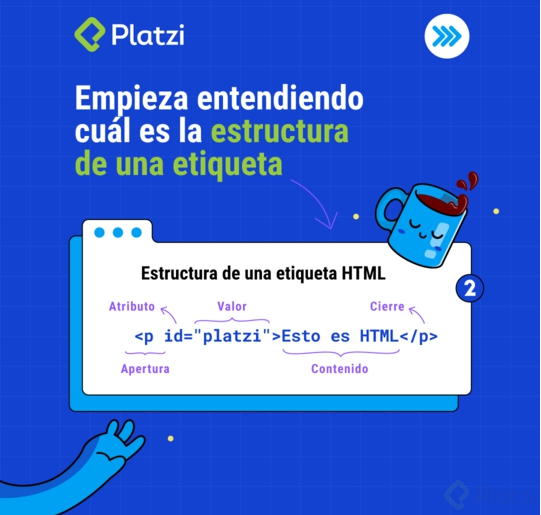 Platzi
Empieza entendiendo
cuál es la estructura
de una etiqueta
2
Estructura de una etiqueta HTML
Atributo Valor Cierre
<p id="platzi">Esto es HTML</p>
Apertura Contenido